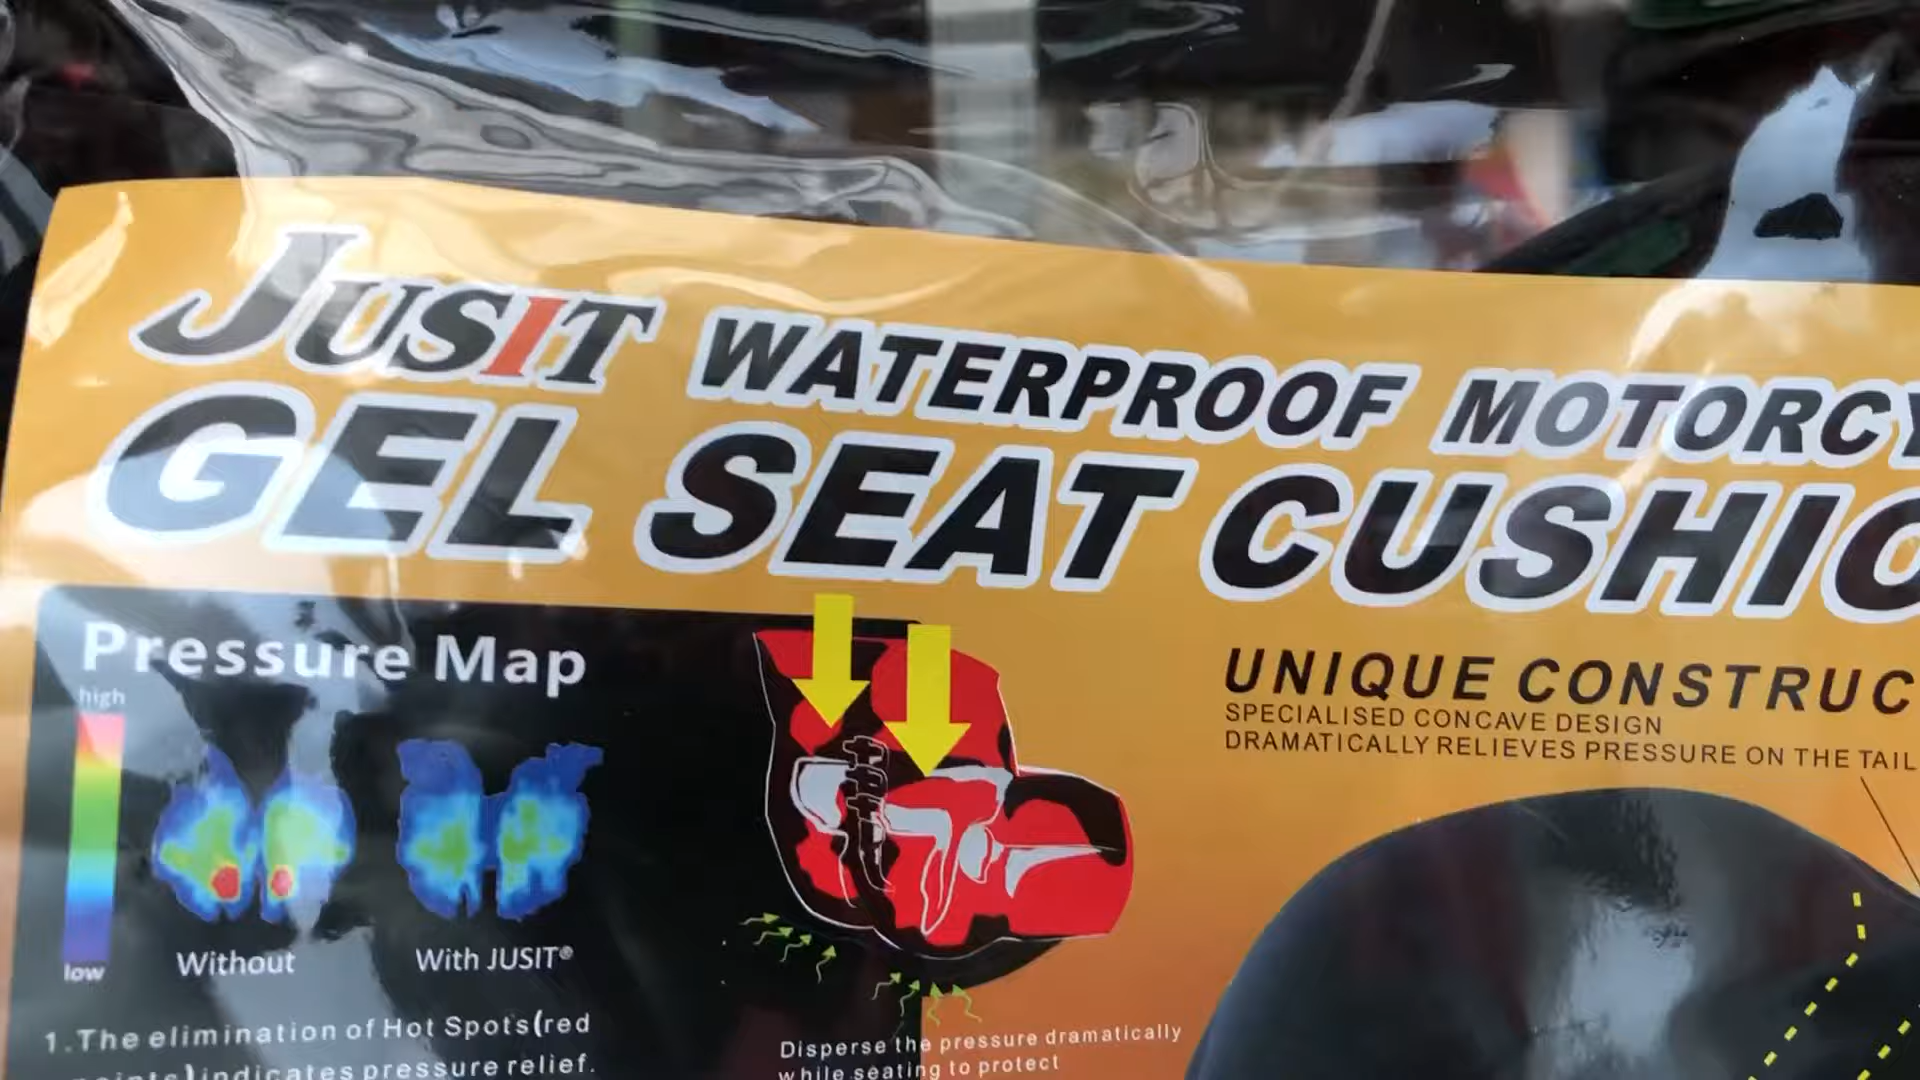 JUSIT WATERPROOF MOTORCY
GEL SEAT CUSHIO
Pressure Map
high
low
Without
With JUSIT®
1.The elimination of Hot Spots(red
points)indicates pressure relief.
Disperse the pressure dramatically
while seating to protect
UNIQUE CONSTRUC
SPECIALISED CONCAVE DESIGN
DRAMATICALLY RELIEVES PRESSURE ON THE TAIL